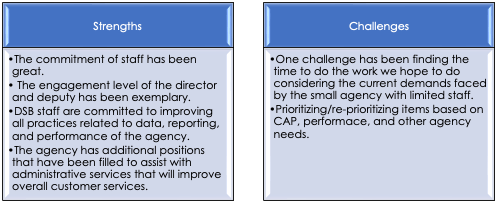 Strengths
•The commitment of staff has been
great.
• The engagement level of the director
and deputy has been exemplary.
•DSB staff are committed to improving
all practices related to data, reporting,
and performance of the agency.
•The agency has additional positions
that have been filled to assist with
administrative services that will improve
overall customer services.
Challenges
•One challenge has been finding the
time to do the work we hope to do
considering the current demands faced
by the small agency with limited staff.
•Prioritizing/re-prioritizing items based on
CAP, performace, and other agency
needs.